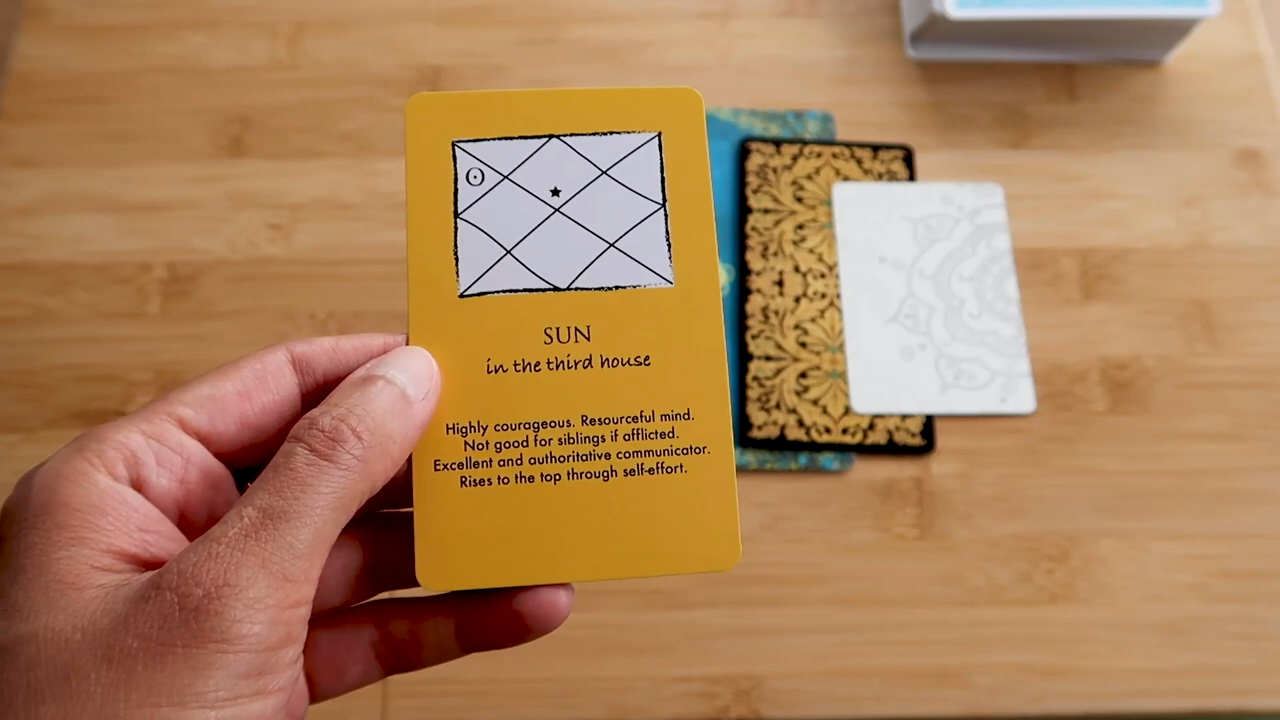 SUN
in the third house
Highly courageous. Resourceful mind.
Not good for siblings if afflicted.
Excellent and authoritative communicator.
Rises to the top through self-effort.